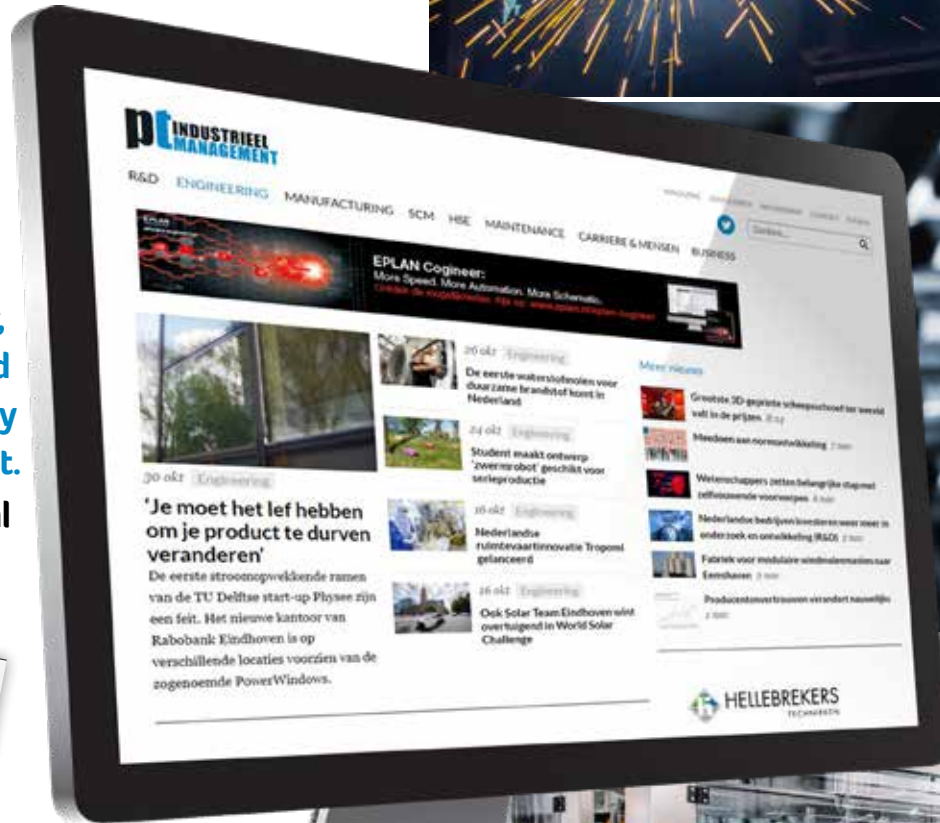 pt INDUSTRIEEL
MANAGEMENT
R&D ENGINEERING MANUFACTURING SCM HSE MAINTENANCE CARRIERE & MENSEN BUSINESS
Zoeken...
EPLAN
EPLAN Cogineer:
More Speed. More Automation. More Schematic.
30 okt Engineering
'Je moet het lef hebben
om je product te durven
veranderen'
De eerste stroomopwekkende ramen
van de TU Delftse start-up Physee zijn
een feit. Het nieuwe kantoor van
Rabobank Eindhoven is op
verschillende locaties voorzien van de
zogenoemde PowerWindows.
26 okt Engineering
De eerste waterstofmolen voor
duurzame brandstof komt in
Nederland
24 okt Engineering
Student maakt ontwerp
'zwermrobot' geschikt voor
serieproductie
16 okt Engineering
Nederlandse
ruimtevaartinnovatie Tropomi
gelanceerd
16 okt Engineering
Ook Solar Team Eindhoven wint
overtuigend in World Solar
Challenge
Meer nieuws
Grootste 3D-geprinte scheepsschroef ter wereld
valt in de prijzen
Meedoen aan normontwikkeling
Wetenschappers zetten belangrijke stap met
zelfbouwende voorwerpen
Nederlandse bedrijven investeren weer meer in
onderzoek en ontwikkeling (R&D)
Fabriek voor modulaire windmolenmasten naar
Eemshaven
Producentenvertrouwen verandert nauwelijks
HELLEBREKERS
TECHNIEKEN
d
y
t.
al